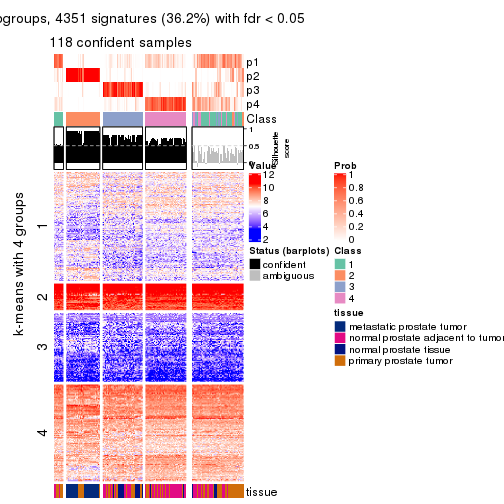 ogroups, 4351 signatures (36.2%) with fdr < 0.05
118 confident samples
p1
p2
p3
p4
Class
1
0.5
0
Silhouette
score
k-means with 4 groups
1
2
3
4
tissue
Value
12
10
8
6
4
2
Prob
1
0.8
0.6
0.4
0.2
0
Status (barplots)
confident
ambiguous
Class
1
2
3
4
tissue
metastatic prostate tumor
normal prostate adjacent to tumor
normal prostate tissue
primary prostate tumor